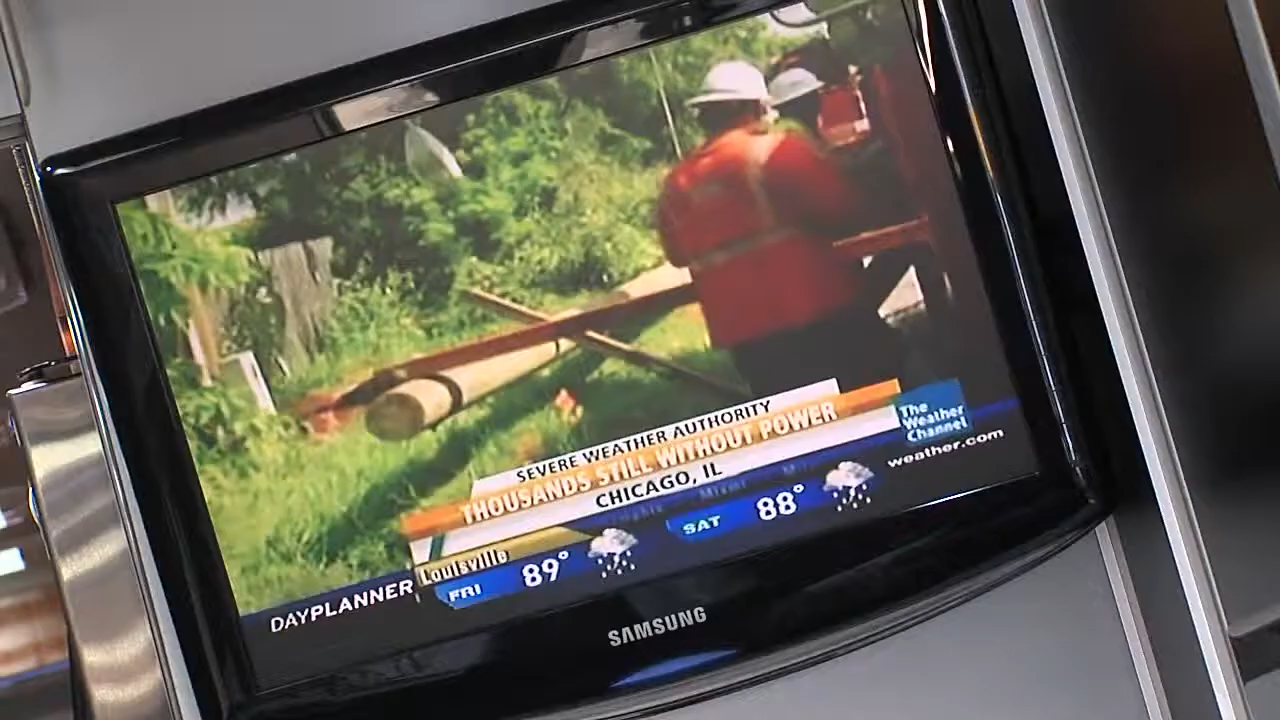 SEVERE WEATHER AUTHORITY
THOUSANDS STILL WITHOUT POWER
CHICAGO, IL
The
Weather
Channel
weather.com
DAYPLANNER
Louisville
FRI 89°
SAT 88°
SAMSUNG